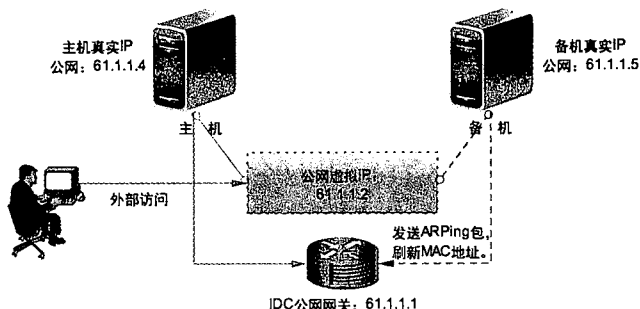 主机真实IP
公网：61.1.1.4
备机真实IP
公网：61.1.1.5
主 机
备 机
公网虚拟IP
61.1.1.2
外部访问
发送ARPing包，
刷新MAC地址。
IDC公网网关：61.1.1.1